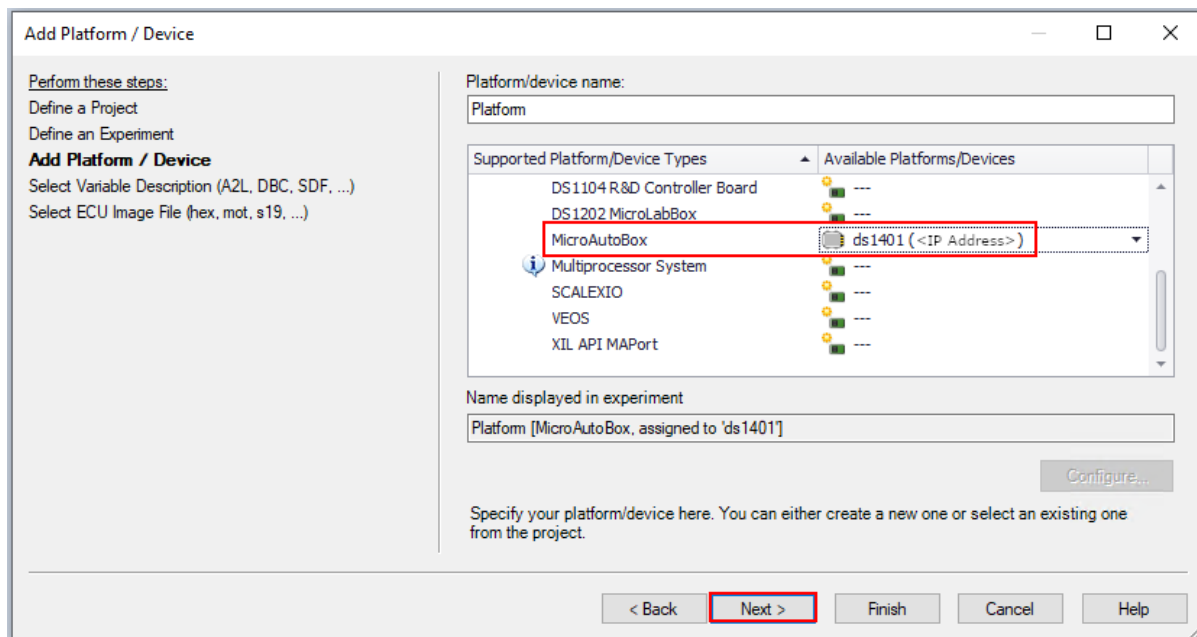 Add Platform / Device
Perform these steps:
Define a Project
Define an Experiment
Add Platform / Device
Select Variable Description (A2L, DBC, SDF, ...)
Select ECU Image File (hex, mot, s19, ...)
Platform/device name:
Platform
Supported Platform/Device Types Available Platforms/Devices
DS1104 R&D Controller Board ---
DS1202 MicroLabBox ---
MicroAutoBox ds1401 (<IP Address>)
Multiprocessor System ---
SCALEXIO ---
VEOS ---
XIL API MAPort ---
Name displayed in experiment
Platform [MicroAutoBox, assigned to 'ds1401']
Configure...
Specify your platform/device here. You can either create a new one or select an existing one
from the project.
< Back Next > Finish Cancel Help